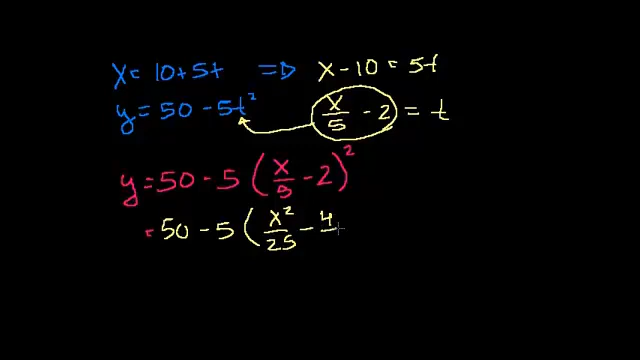 x = 10 + 5t ⇒ x - 10 = 5t
y = 50 - 5t² x/5 - 2 = t
y = 50 - 5 (x/5 - 2)²
= 50 - 5 (x²/25 - 4